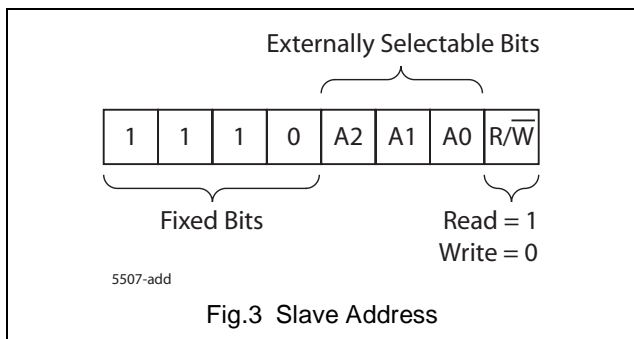 Externally Selectable Bits
1 1 1 0 A2 A1 A0 R/W̅
Fixed Bits Read = 1
Write = 0
5507-add
Fig.3 Slave Address